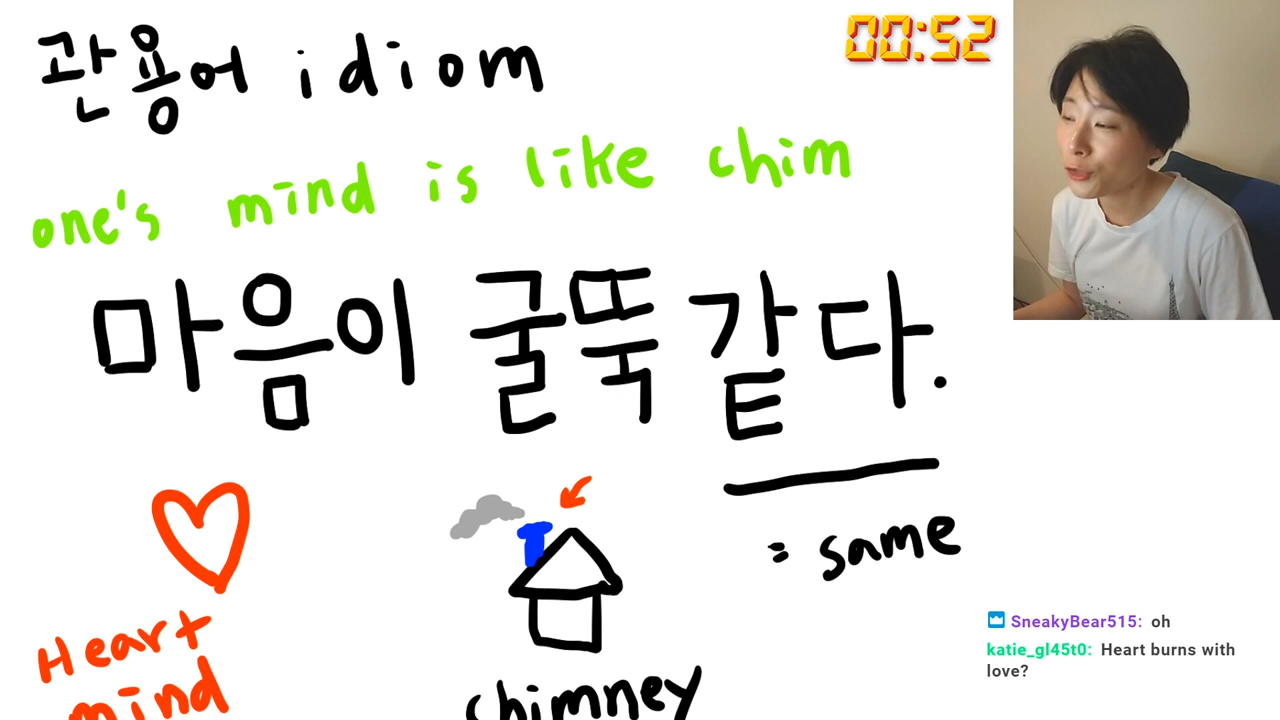 관용어 idiom
00:52
one's mind is like chim
마음이 굴뚝 같다.
= same
Heart
mind
chimney
SneakyBear515: oh
katie_gl45t0: Heart burns with
love?